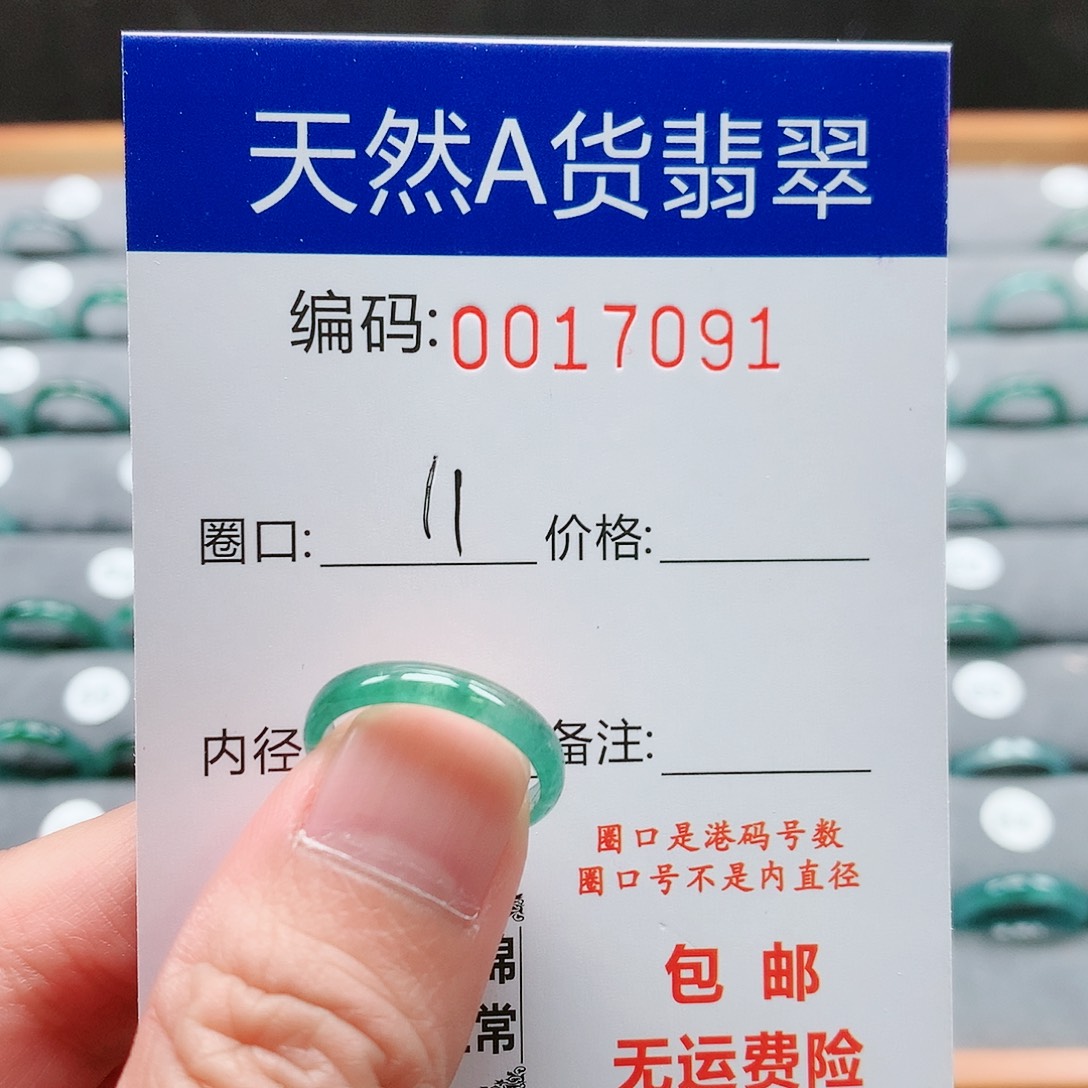 天然A货翡翠
编码:0017091
圈口: 11 价格:
内径 备注:
圈口是港码号数
圈口号不是内直径
包邮
无运费险